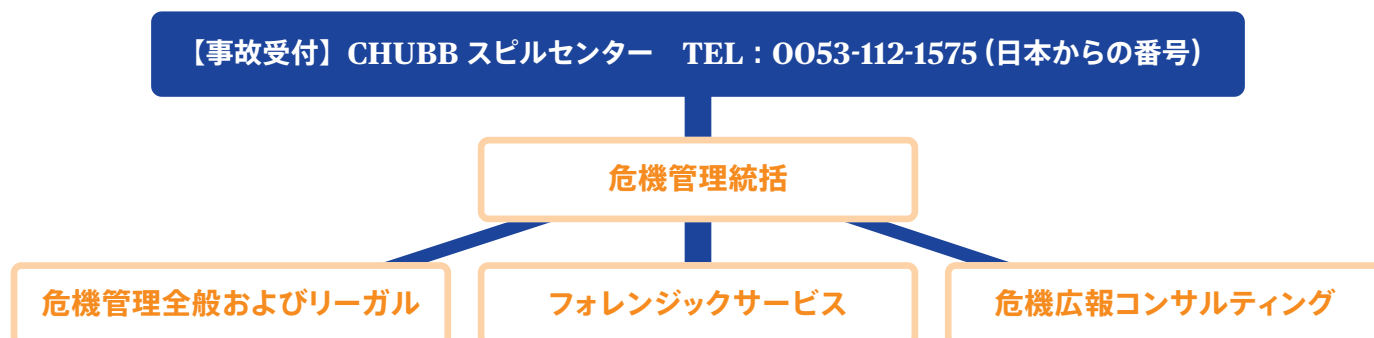 【事故受付】CHUBB スピルセンター　TEL：0053-112-1575 (日本からの番号)
危機管理統括
危機管理全般およびリーガル
フォレンジックサービス
危機広報コンサルティング